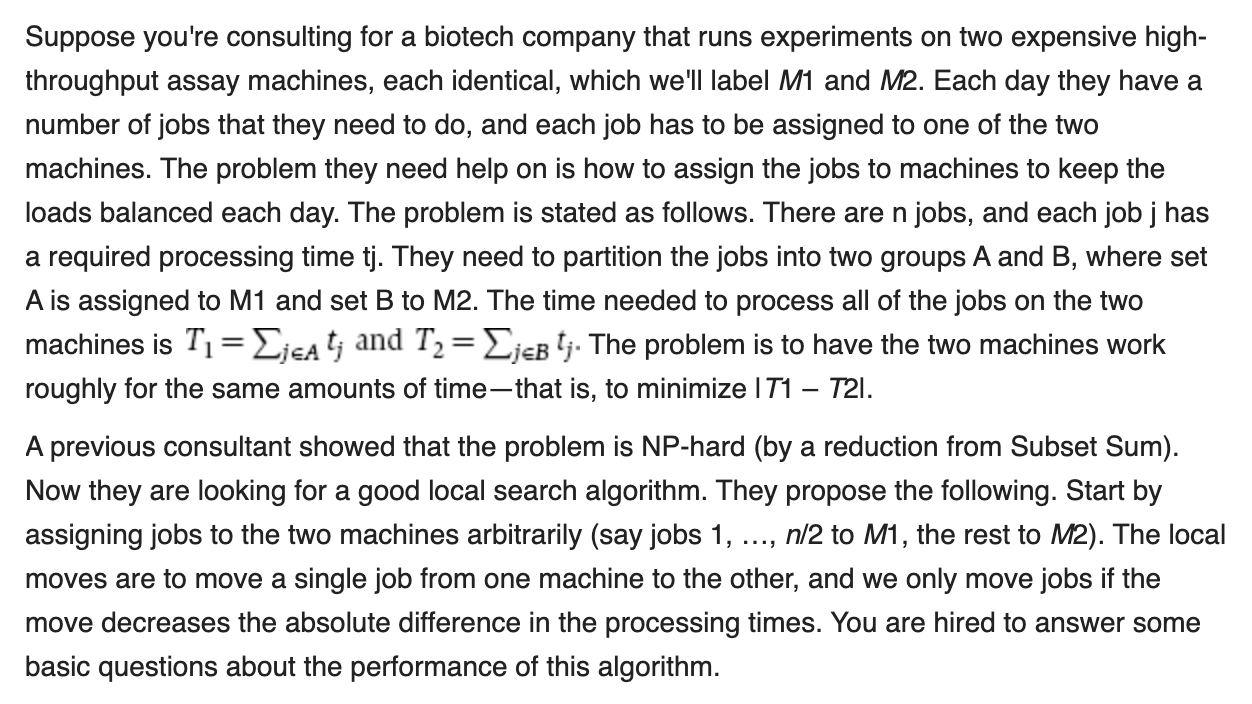 Suppose you're consulting for a biotech company that runs experiments on two expensive high-
throughput assay machines, each identical, which we'll label M1 and M2. Each day they have a
number of jobs that they need to do, and each job has to be assigned to one of the two
machines. The problem they need help on is how to assign the jobs to machines to keep the
loads balanced each day. The problem is stated as follows. There are n jobs, and each job j has
a required processing time tj. They need to partition the jobs into two groups A and B, where set
A is assigned to M1 and set B to M2. The time needed to process all of the jobs on the two
machines is T₁ = ∑_{j∈A} t_j and T₂ = ∑_{j∈B} t_j. The problem is to have the two machines work
roughly for the same amounts of time—that is, to minimize |T1 – T2|.
A previous consultant showed that the problem is NP-hard (by a reduction from Subset Sum).
Now they are looking for a good local search algorithm. They propose the following. Start by
assigning jobs to the two machines arbitrarily (say jobs 1, …, n/2 to M1, the rest to M2). The local
moves are to move a single job from one machine to the other, and we only move jobs if the
move decreases the absolute difference in the processing times. You are hired to answer some
basic questions about the performance of this algorithm.